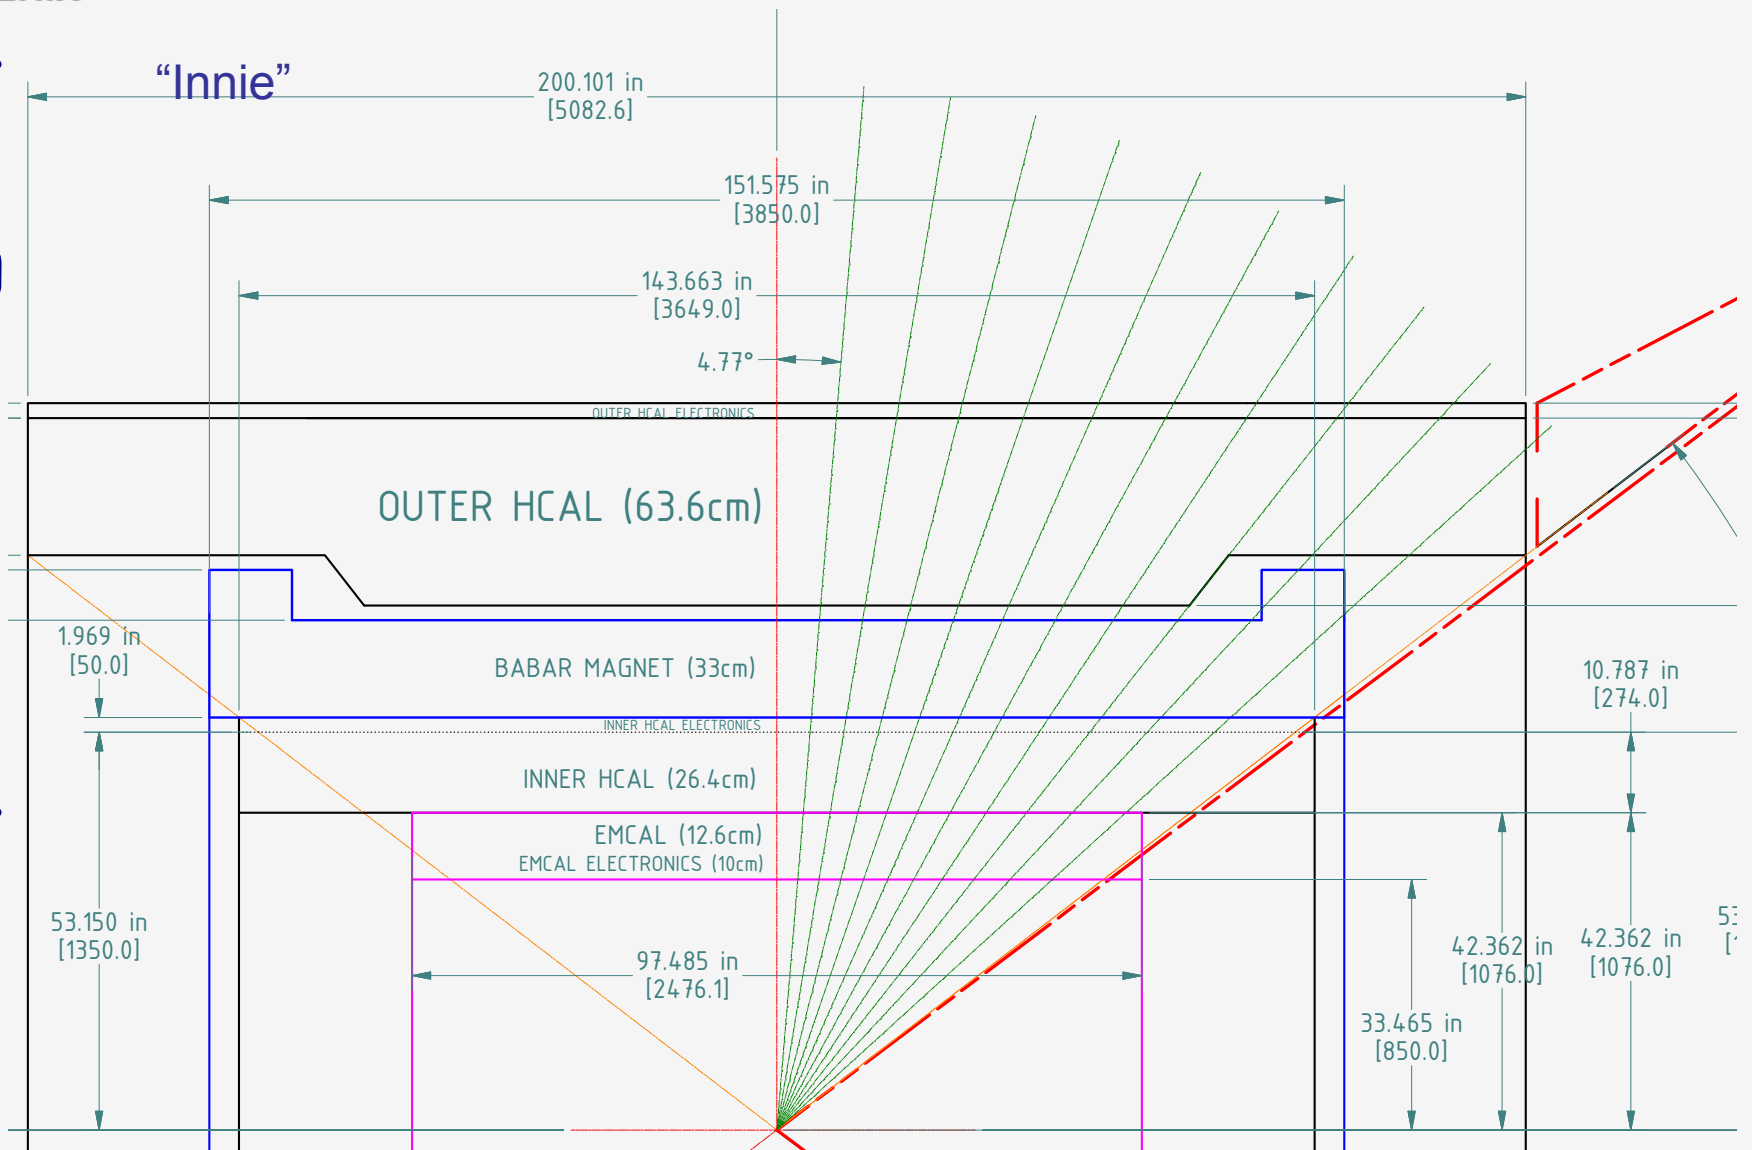 “Innie”
200.101 in
[5082.6]
151.575 in
[3850.0]
143.663 in
[3649.0]
4.77°
OUTER HCAL ELECTRONICS
OUTER HCAL (63.6cm)
1.969 in
[50.0]
BABAR MAGNET (33cm)
10.787 in
[274.0]
INNER HCAL ELECTRONICS
INNER HCAL (26.4cm)
EMCAL (12.6cm)
EMCAL ELECTRONICS (10cm)
53.150 in
[1350.0]
97.485 in
[2476.1]
42.362 in
[1076.0]
42.362 in
[1076.0]
33.465 in
[850.0]